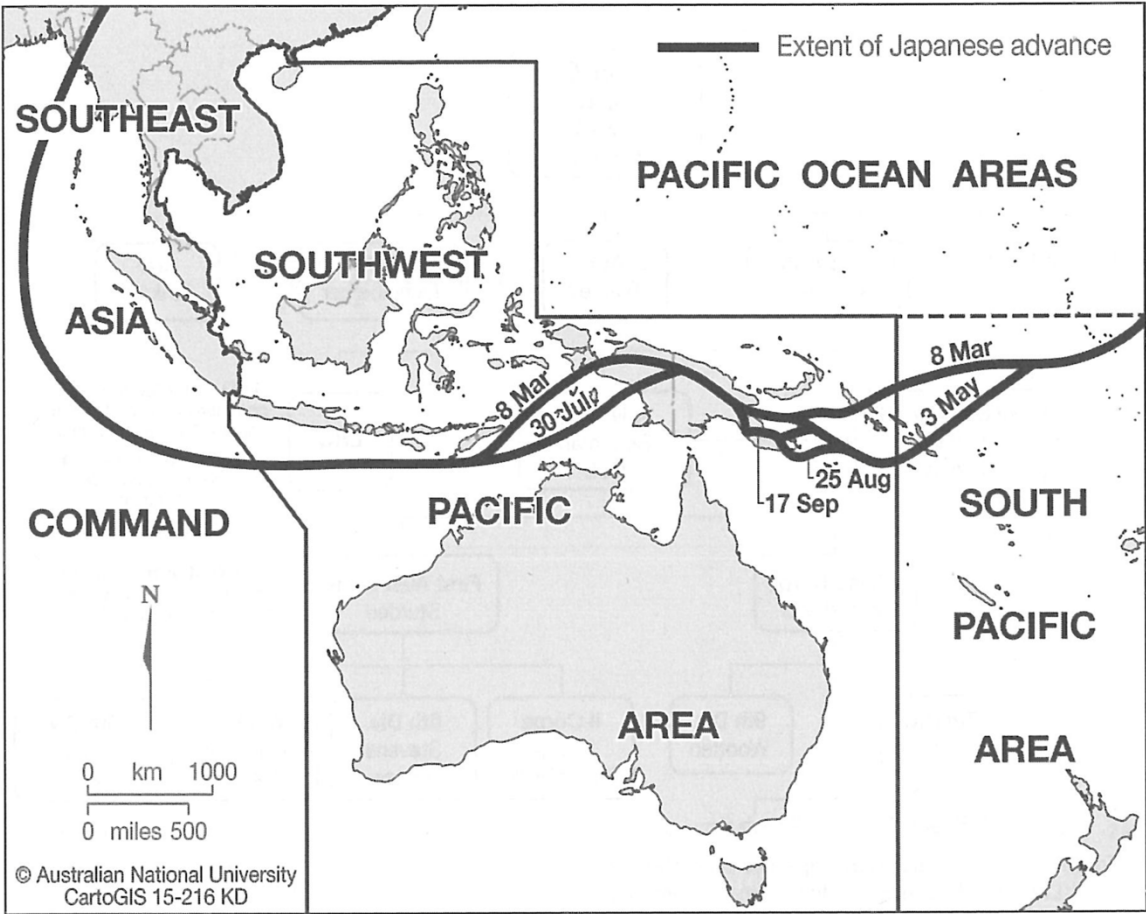 Extent of Japanese advance
SOUTHEAST
PACIFIC OCEAN AREAS
SOUTHWEST
ASIA
8 Mar
8 Mar
30 Jul
3 May
25 Aug
17 Sep
COMMAND
PACIFIC
SOUTH
N
PACIFIC
AREA
AREA
0 km 1000
0 miles 500
© Australian National University
CartoGIS 15-216 KD